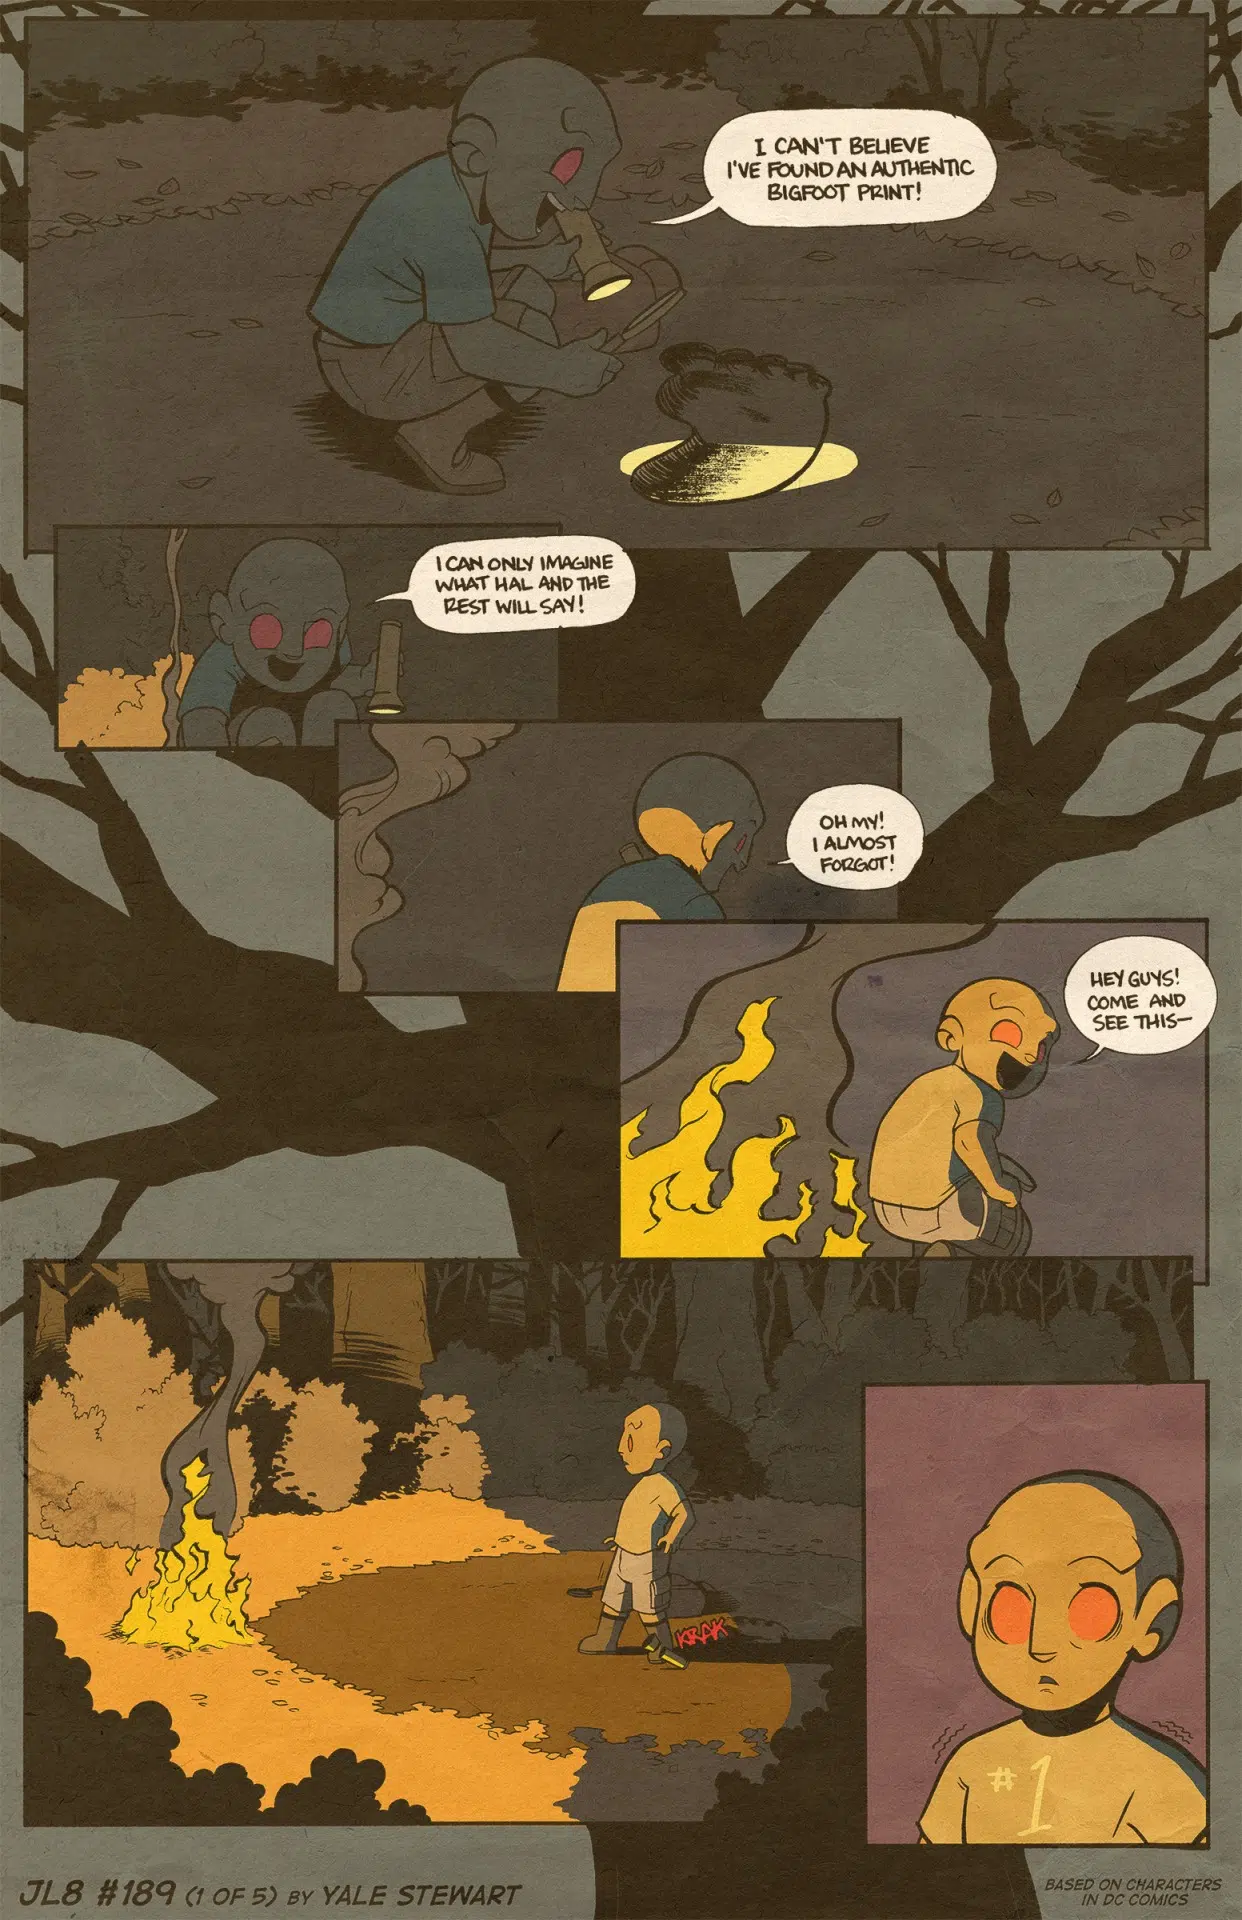 I CAN'T BELIEVE
I'VE FOUND AN AUTHENTIC
BIGFOOT PRINT!
I CAN ONLY IMAGINE
WHAT HAL AND THE
REST WILL SAY!
OH MY!
I ALMOST
FORGOT!
HEY GUYS!
COME AND
SEE THIS—
KRAK
#1
JL8 #189 (1 OF 5) BY YALE STEWART
BASED ON CHARACTERS
IN DC COMICS